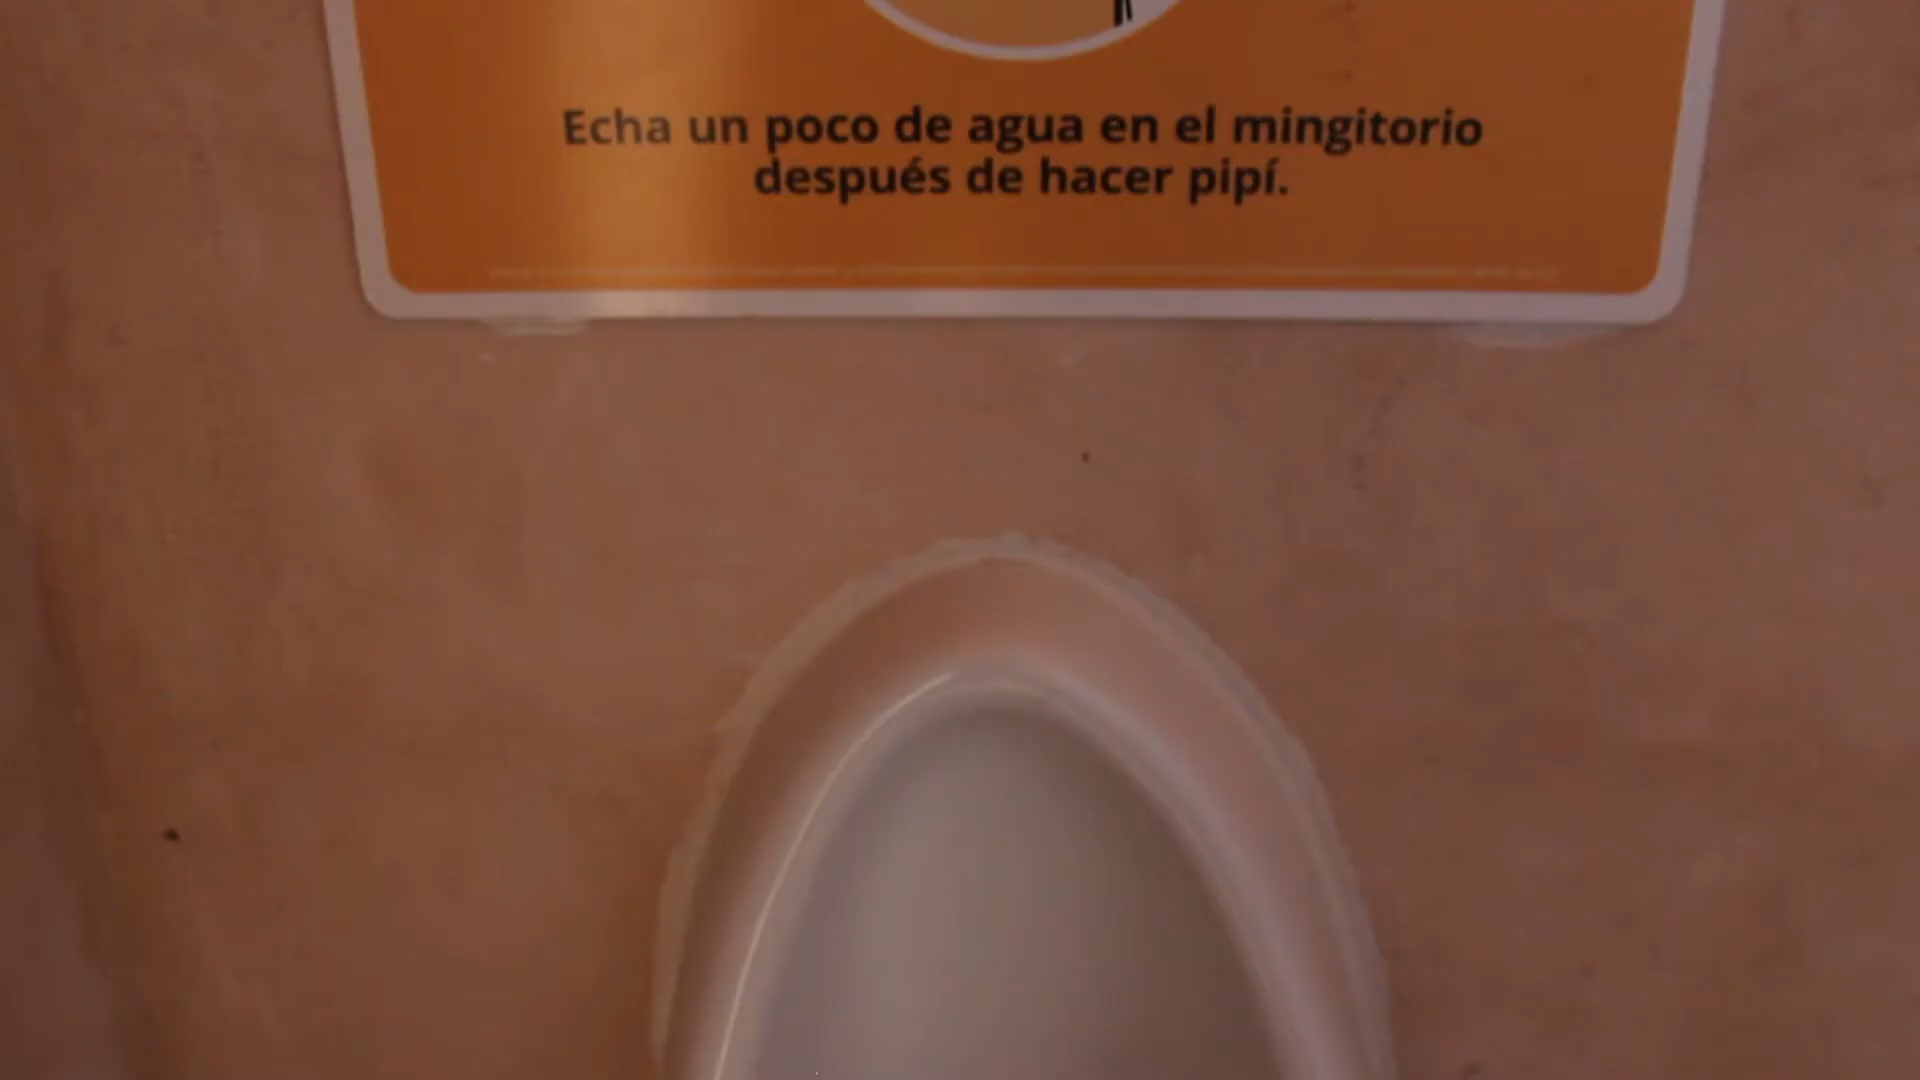 Echa un poco de agua en el mingitorio
después de hacer pipí.